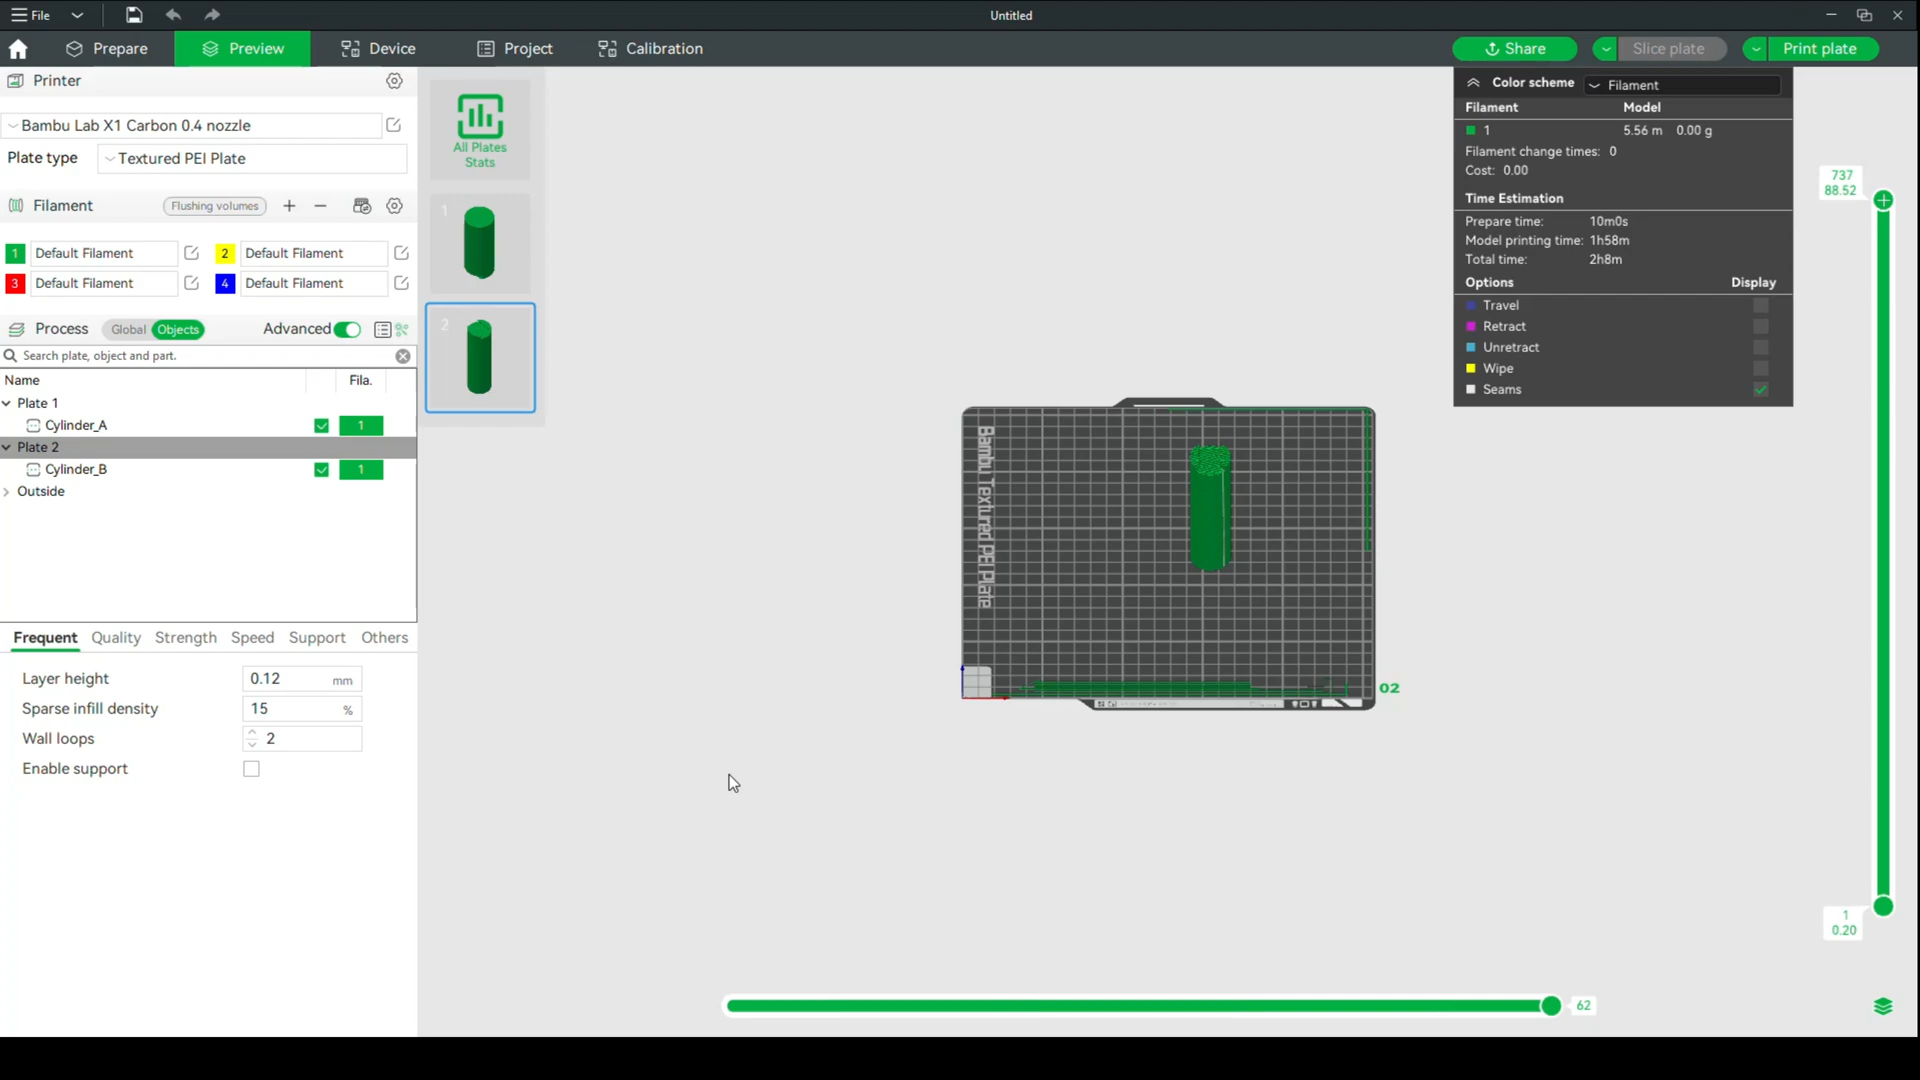 File
Untitled
Prepare
Preview
Device
Project
Calibration
Share
Slice plate
Print plate
Printer
Bambu Lab X1 Carbon 0.4 nozzle
Plate type
Textured PEI Plate
Filament
Flushing volumes
1 Default Filament
2 Default Filament
3 Default Filament
4 Default Filament
Process
Global
Objects
Advanced
Search plate, object and part.
Name
Fila.
Plate 1
Cylinder_A
1
Plate 2
Cylinder_B
1
Outside
Frequent
Quality
Strength
Speed
Support
Others
Layer height
0.12
mm
Sparse infill density
15
%
Wall loops
2
Enable support
All Plates
Stats
1
2
Bambu Textured PEI Plate
02
Color scheme
Filament
Filament
Model
1
5.56 m
0.00 g
Filament change times: 0
Cost: 0.00
Time Estimation
Prepare time: 10m0s
Model printing time: 1h58m
Total time: 2h8m
Options
Display
Travel
Retract
Unretract
Wipe
Seams
737
88.52
1
0.20
62